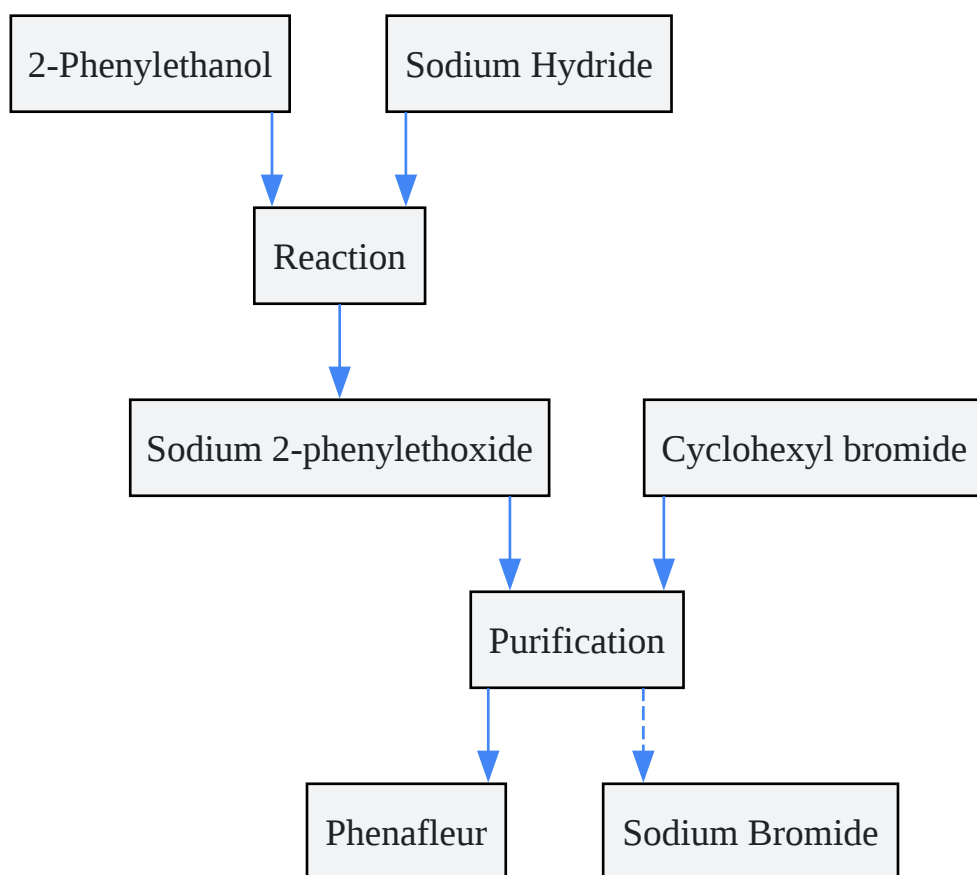 2-Phenylethanol
Sodium Hydride
Reaction
Sodium 2-phenylethoxide
Cyclohexyl bromide
Purification
Phenafleur
Sodium Bromide